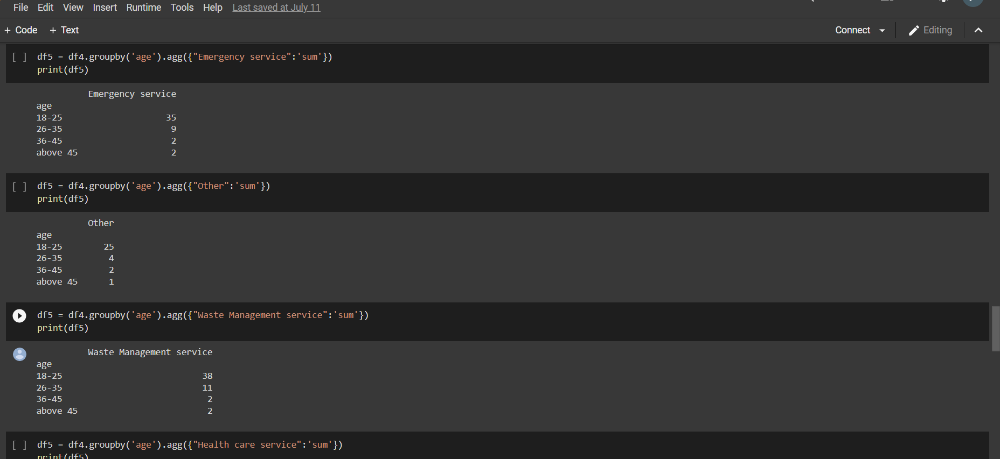 File Edit View Insert Runtime Tools Help Last saved at July 11
+ Code + Text Connect Editing
[ ] df5 = df4.groupby('age').agg({"Emergency service":'sum'})
print(df5)
Emergency service
age
18-25 35
26-35 9
36-45 2
above 45 2
[ ] df5 = df4.groupby('age').agg({"Other":'sum'})
print(df5)
Other
age
18-25 25
26-35 4
36-45 2
above 45 1
df5 = df4.groupby('age').agg({"Waste Management service":'sum'})
print(df5)
Waste Management service
age
18-25 38
26-35 11
36-45 2
above 45 2
[ ] df5 = df4.groupby('age').agg({"Health care service":'sum'})
print(df5)